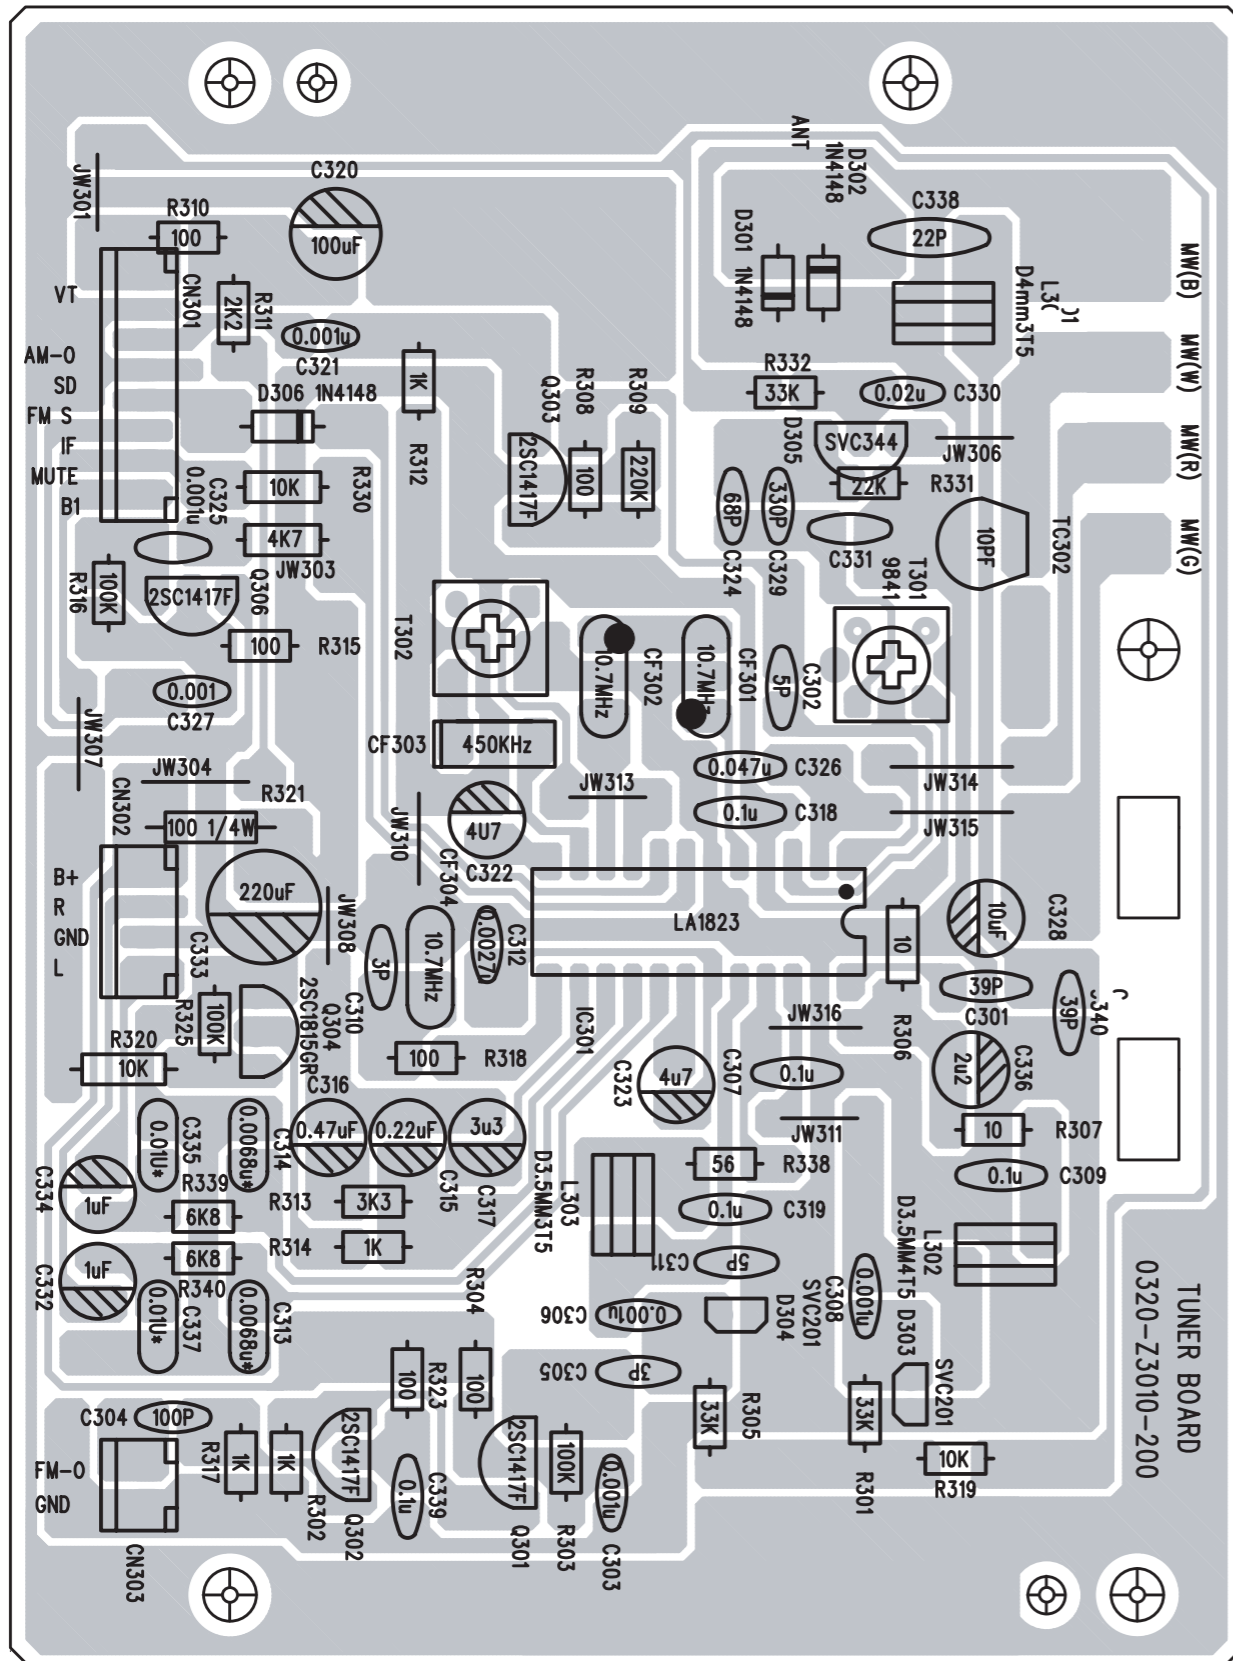 ANT
D302
1N4148
C320
JW301
R310
100
100uF
C338
22P
D301 1N4148
MW(B)
L3
01
D4mm3T5
VT
CN301
2K2
R311
0.001u
C321
AM-O
SD
FM S
IF
MUTE
B1
D306 1N4148
1K
R312
Q303
R308
R309
2SC1417F
100
220K
R332
33K
0.02u
C330
MW(W)
D305
SVC344
JW306
MW(R)
22K
R331
C325
0.001u
10K
R330
4K7
JW303
68P
C324
330P
C329
C331
10PF
TC302
MW(G)
R316
100K
2SC1417F
Q306
T302
T301
9841
100
R315
10.7MHz
CF302
10.7MHz
CF301
5P
C302
0.001
C327
JW307
CF303
450KHz
0.047u
C326
JW304
R321
CN302
JW313
JW314
100 1/4W
JW310
4U7
C322
0.1u
C318
JW315
B+
R
GND
L
220uF
C333
JW308
CF304
10.7MHz
0.0027u
C312
3P
C310
LA1823
IC301
10
R306
10uF
C328
39P
C301
39P
340
R325
100K
2SC1815GR
Q304
R320
10K
100
R318
JW316
C323
4u7
C307
0.1u
2u2
C336
C316
0.47uF
0.22uF
C315
3u3
C317
JW311
10
R307
0.01U*
C335
0.0068u*
C314
C334
1uF
R339
6K8
R313
3K3
D3.5MM3T5
L303
56
R338
0.1u
C309
0.1u
C319
6K8
R340
R314
1K
C311
5P
D3.5MM4T5
L302
C332
1uF
0.01U*
C337
0.0068u*
C313
R304
C306
0.001u
D304
SVC201
C308
0.001u
D303
SVC201
TUNER BOARD
0320-Z3010-200
100
R323
100
C305
3P
33K
R305
33K
R301
C304
100P
FM-O
GND
CN303
R317
1K
1K
R302
2SC1417F
Q302
0.1u
C339
2SC1417F
Q301
100K
R303
0.001u
C303
10K
R319